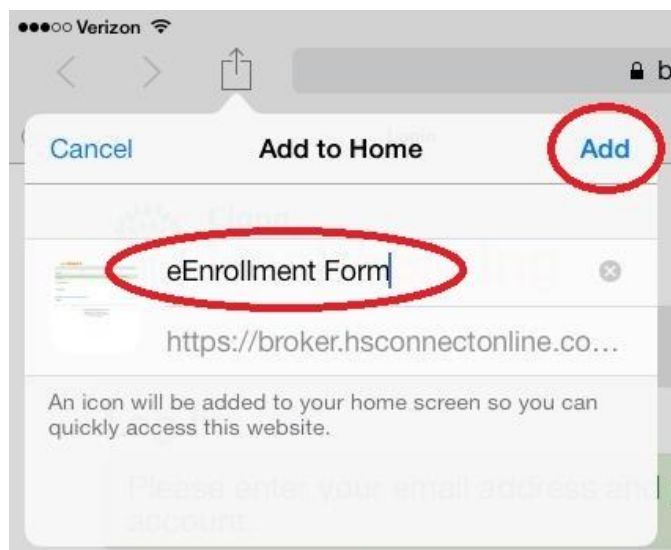 Verizon
b
Cancel Add to Home Add
eEnrollment Form
https://broker.hsconnectonline.co...
An icon will be added to your home screen so you can
quickly access this website.
Please enter your email address and
account.